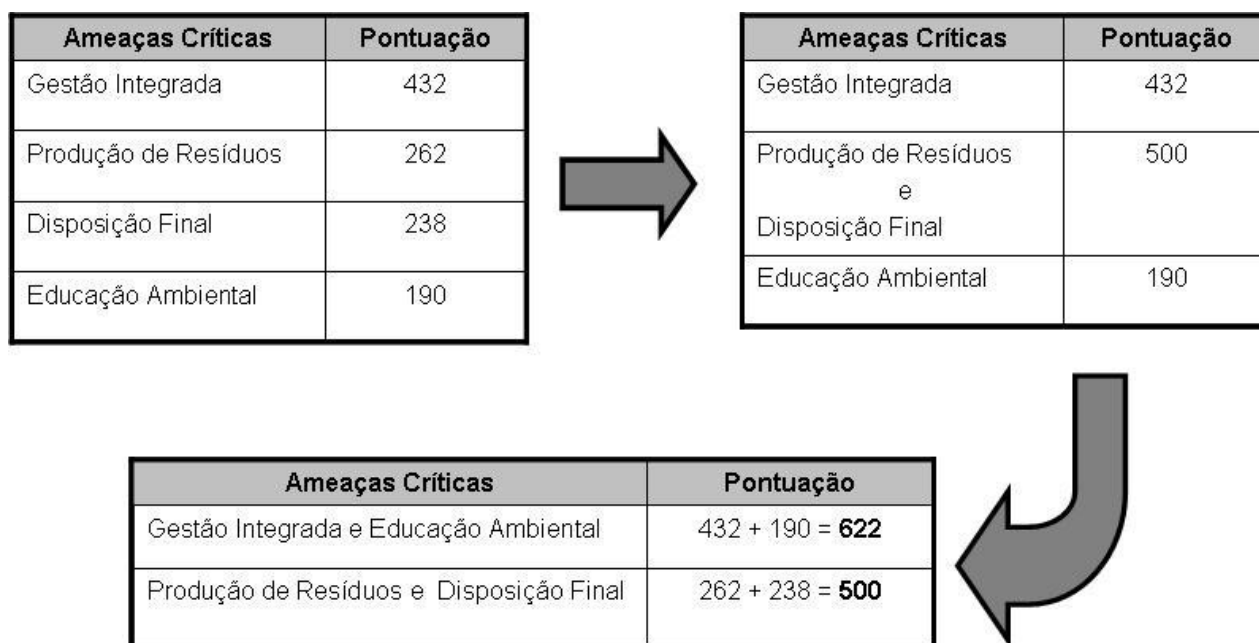 Ameaças Críticas Pontuação
Gestão Integrada 432
Produção de Resíduos 262
Disposição Final 238
Educação Ambiental 190
Ameaças Críticas Pontuação
Gestão Integrada 432
Produção de Resíduos 500
e
Disposição Final
Educação Ambiental 190
Ameaças Críticas Pontuação
Gestão Integrada e Educação Ambiental 432 + 190 = 622
Produção de Resíduos e Disposição Final 262 + 238 = 500